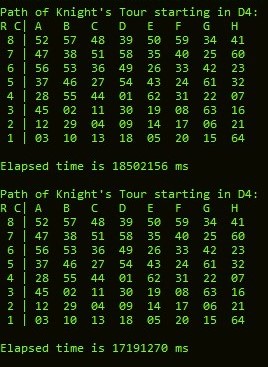 Path of Knight's Tour starting in D4:
R C| A B C D E F G H
8 | 52 57 48 39 50 59 34 41
7 | 47 38 51 58 35 40 25 60
6 | 56 53 36 49 26 33 42 23
5 | 37 46 27 54 43 24 61 32
4 | 28 55 44 01 62 31 22 07
3 | 45 02 11 30 19 08 63 16
2 | 12 29 04 09 14 17 06 21
1 | 03 10 13 18 05 20 15 64
Elapsed time is 18502156 ms
Path of Knight's Tour starting in D4:
R C| A B C D E F G H
8 | 52 57 48 39 50 59 34 41
7 | 47 38 51 58 35 40 25 60
6 | 56 53 36 49 26 33 42 23
5 | 37 46 27 54 43 24 61 32
4 | 28 55 44 01 62 31 22 07
3 | 45 02 11 30 19 08 63 16
2 | 12 29 04 09 14 17 06 21
1 | 03 10 13 18 05 20 15 64
Elapsed time is 17191270 ms